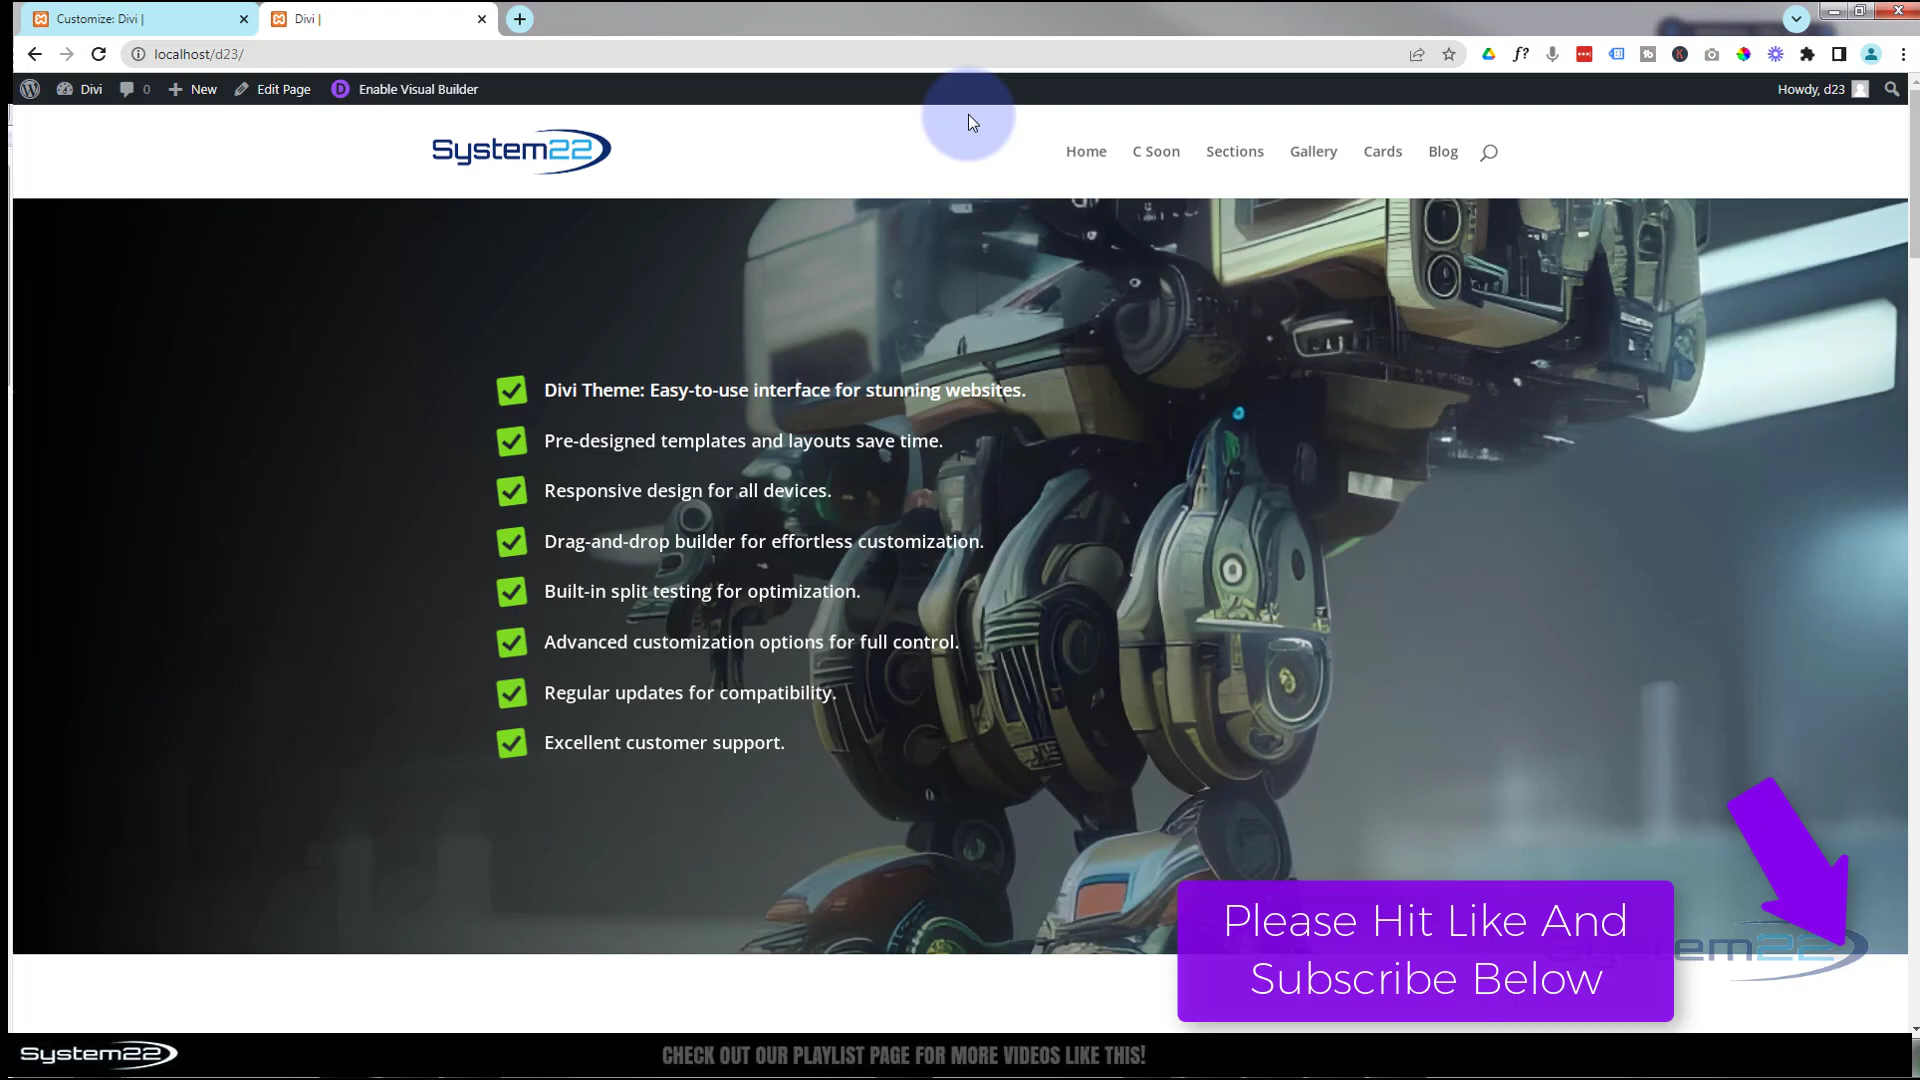 Customize: Divi |
Divi |
localhost/d23/
Divi
0
New
Edit Page
Enable Visual Builder
Howdy, d23
System22
Home
C Soon
Sections
Gallery
Cards
Blog
Divi Theme: Easy-to-use interface for stunning websites.
Pre-designed templates and layouts save time.
Responsive design for all devices.
Drag-and-drop builder for effortless customization.
Built-in split testing for optimization.
Advanced customization options for full control.
Regular updates for compatibility.
Excellent customer support.
Please Hit Like And
Subscribe Below
System22
System22
CHECK OUT OUR PLAYLIST PAGE FOR MORE VIDEOS LIKE THIS!